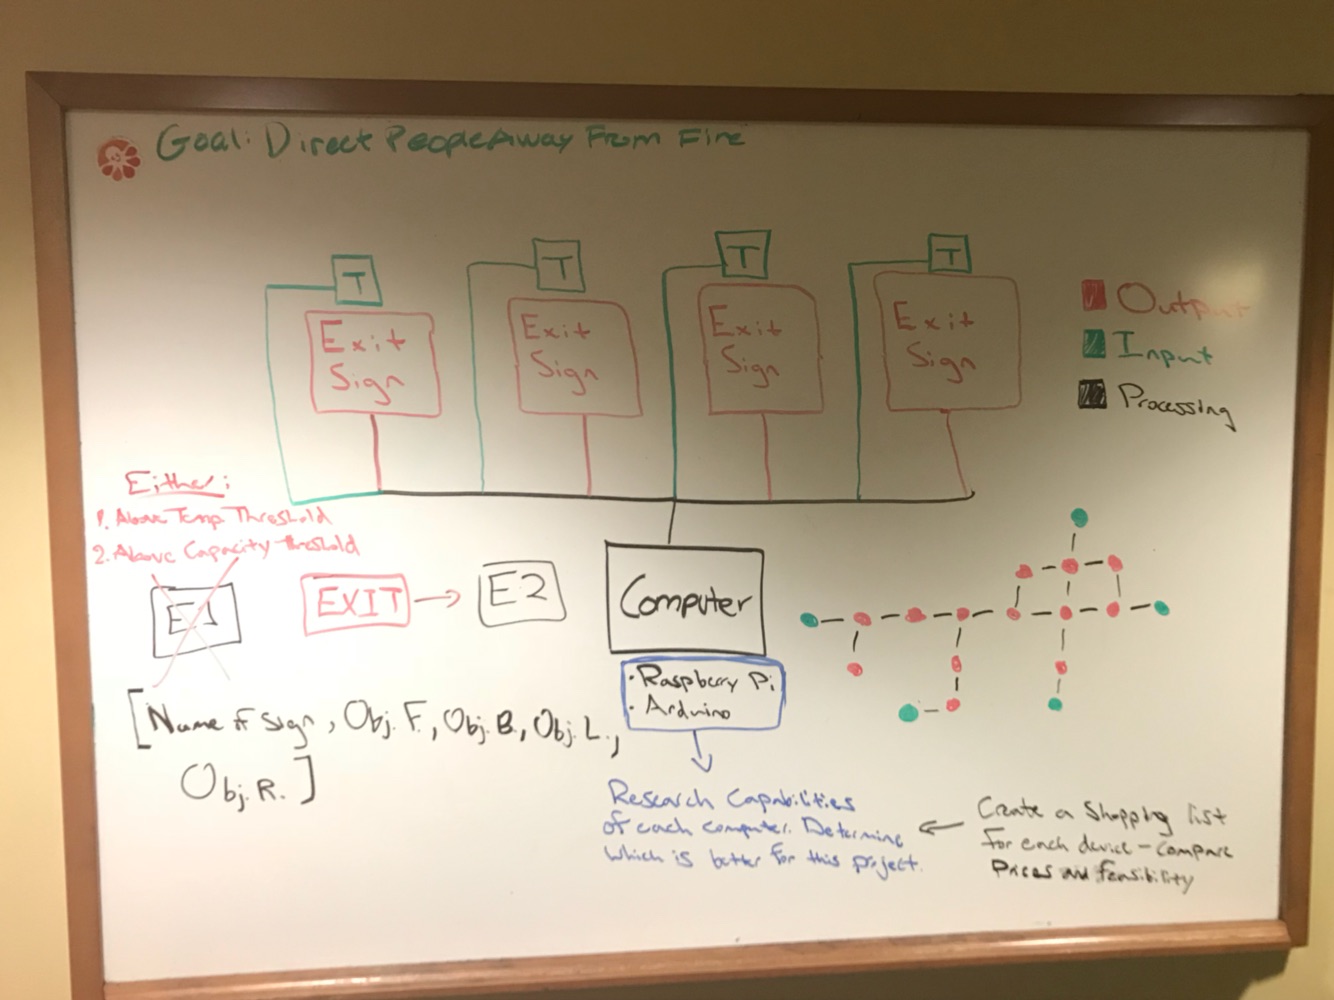 Goal: Direct People Away From Fire
T
T
T
T
Exit
Sign
Exit
Sign
Exit
Sign
Exit
Sign
Output
Input
Processing
Either:
1. Above Temp Threshold
2. Above Capacity Threshold
E1
EXIT
E2
Computer
• Raspberry Pi
• Arduino
[Name of Sign, Obj. F., Obj. B., Obj. L.,
Obj. R.]
Research Capabilities
of each computer. Determine
which is better for this project.
Create a Shopping list
for each device - compare
Prices and feasibility